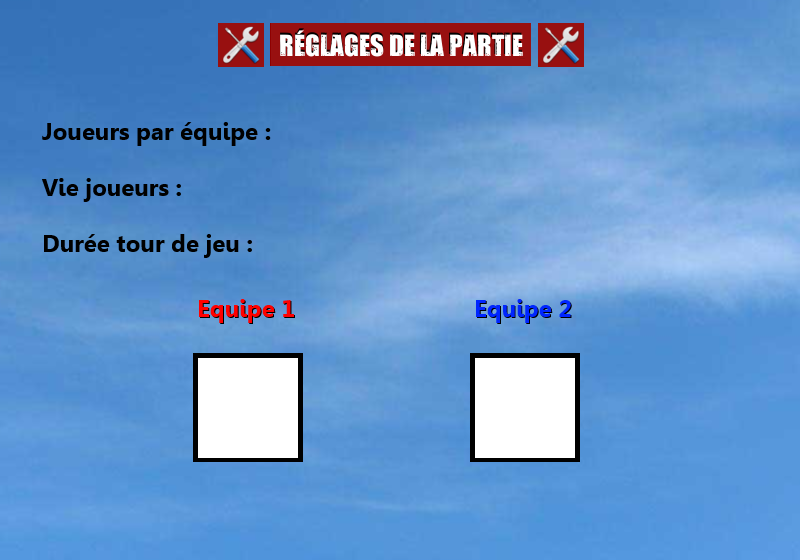 RÉGLAGES DE LA PARTIE
Joueurs par équipe :
Vie joueurs :
Durée tour de jeu :
Equipe 1 Equipe 2